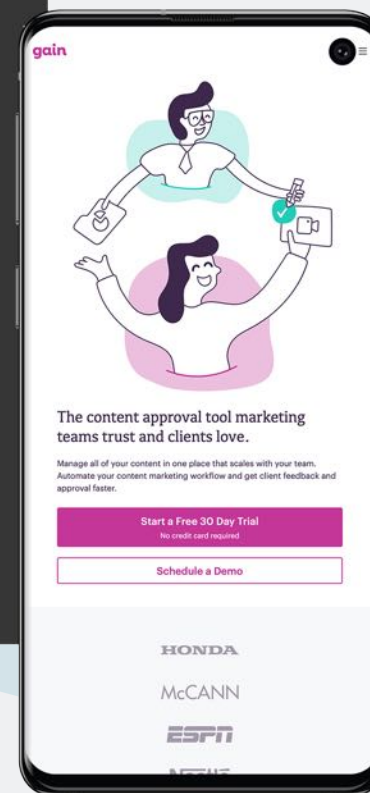 gain
The content approval tool marketing
teams trust and clients love.
Manage all of your content in one place that scales with your team.
Automate your content marketing workflow and get client feedback and
approval faster.
Start a Free 30 Day Trial
No credit card required
Schedule a Demo
HONDA
McCANN
ESPN